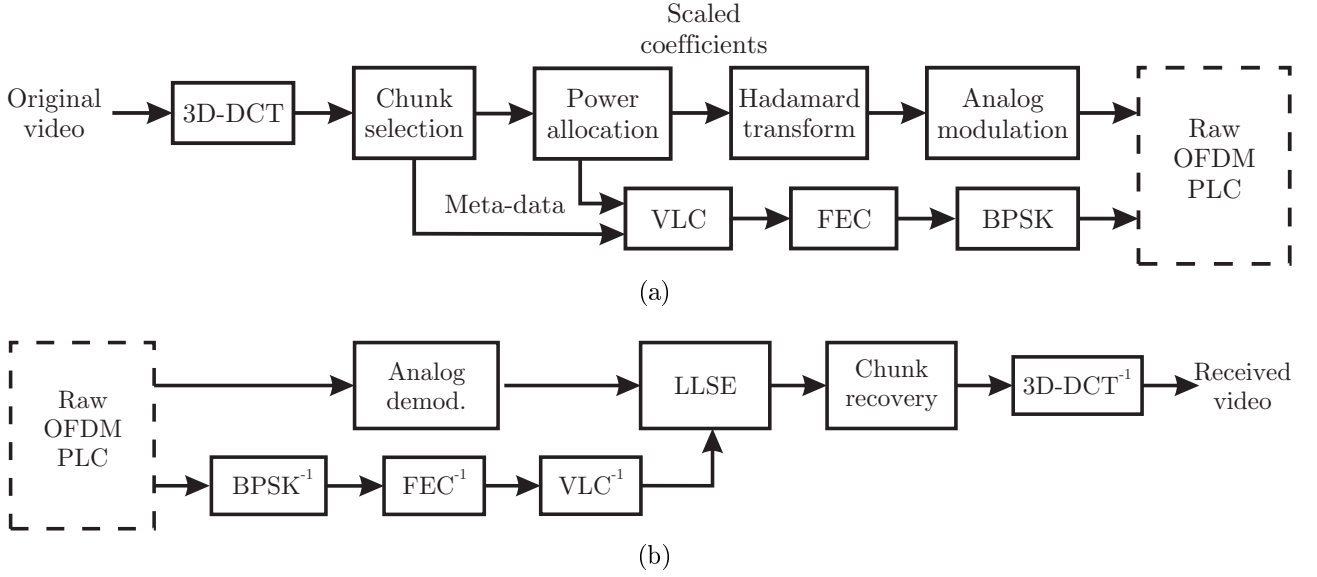 Scaled
coefficients
Original
video
3D-DCT
Chunk
selection
Power
allocation
Hadamard
transform
Analog
modulation
Raw
OFDM
PLC
Meta-data
VLC
FEC
BPSK
(a)
Raw
OFDM
PLC
Analog
demod.
LLSE
Chunk
recovery
3D-DCT-1
Received
video
BPSK-1
FEC-1
VLC-1
(b)